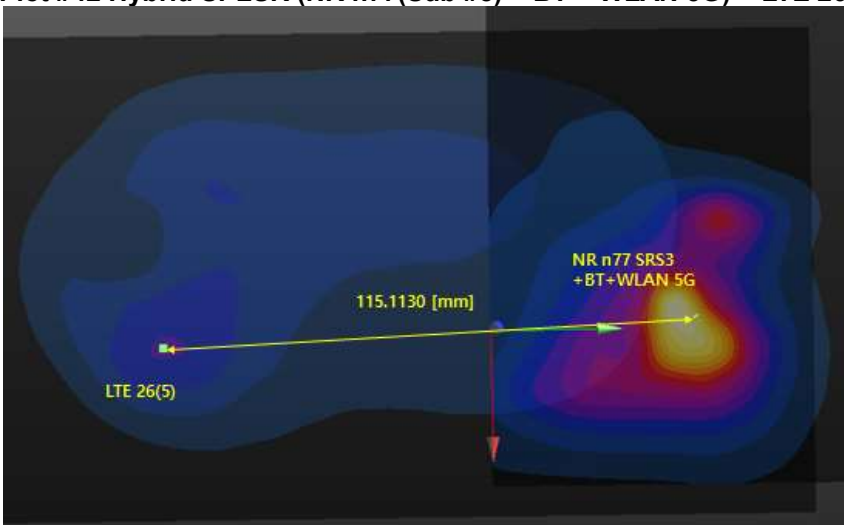 115.1130 [mm]
NR n77 SRS3
+BT+WLAN 5G
LTE 26(5)